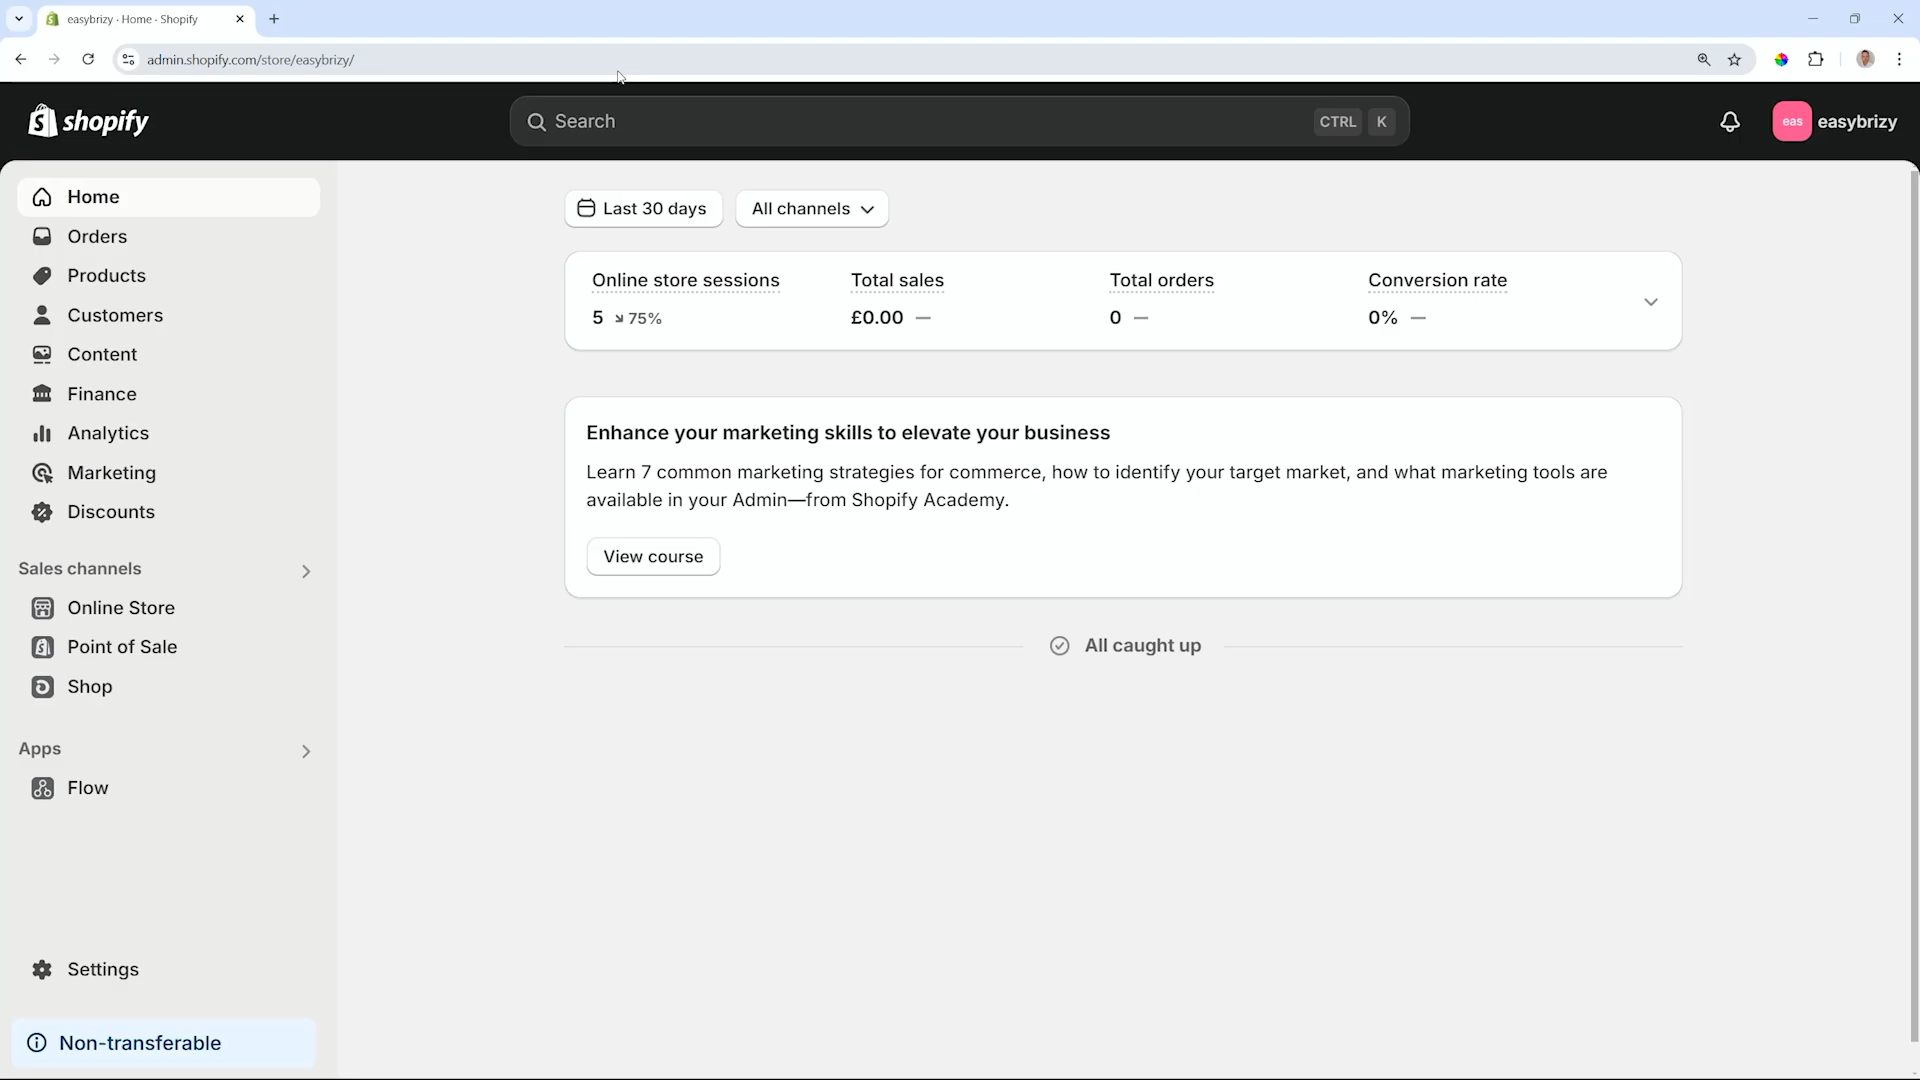 easybrizy · Home · Shopify
admin.shopify.com/store/easybrizy/
shopify
Search
CTRL K
eas
easybrizy
Home
Orders
Products
Customers
Content
Finance
Analytics
Marketing
Discounts
Sales channels
Online Store
Point of Sale
Shop
Apps
Flow
Settings
Non-transferable
Last 30 days
All channels
Online store sessions
5 75%
Total sales
£0.00 —
Total orders
0 —
Conversion rate
0% —
Enhance your marketing skills to elevate your business
Learn 7 common marketing strategies for commerce, how to identify your target market, and what marketing tools are
available in your Admin—from Shopify Academy.
View course
All caught up